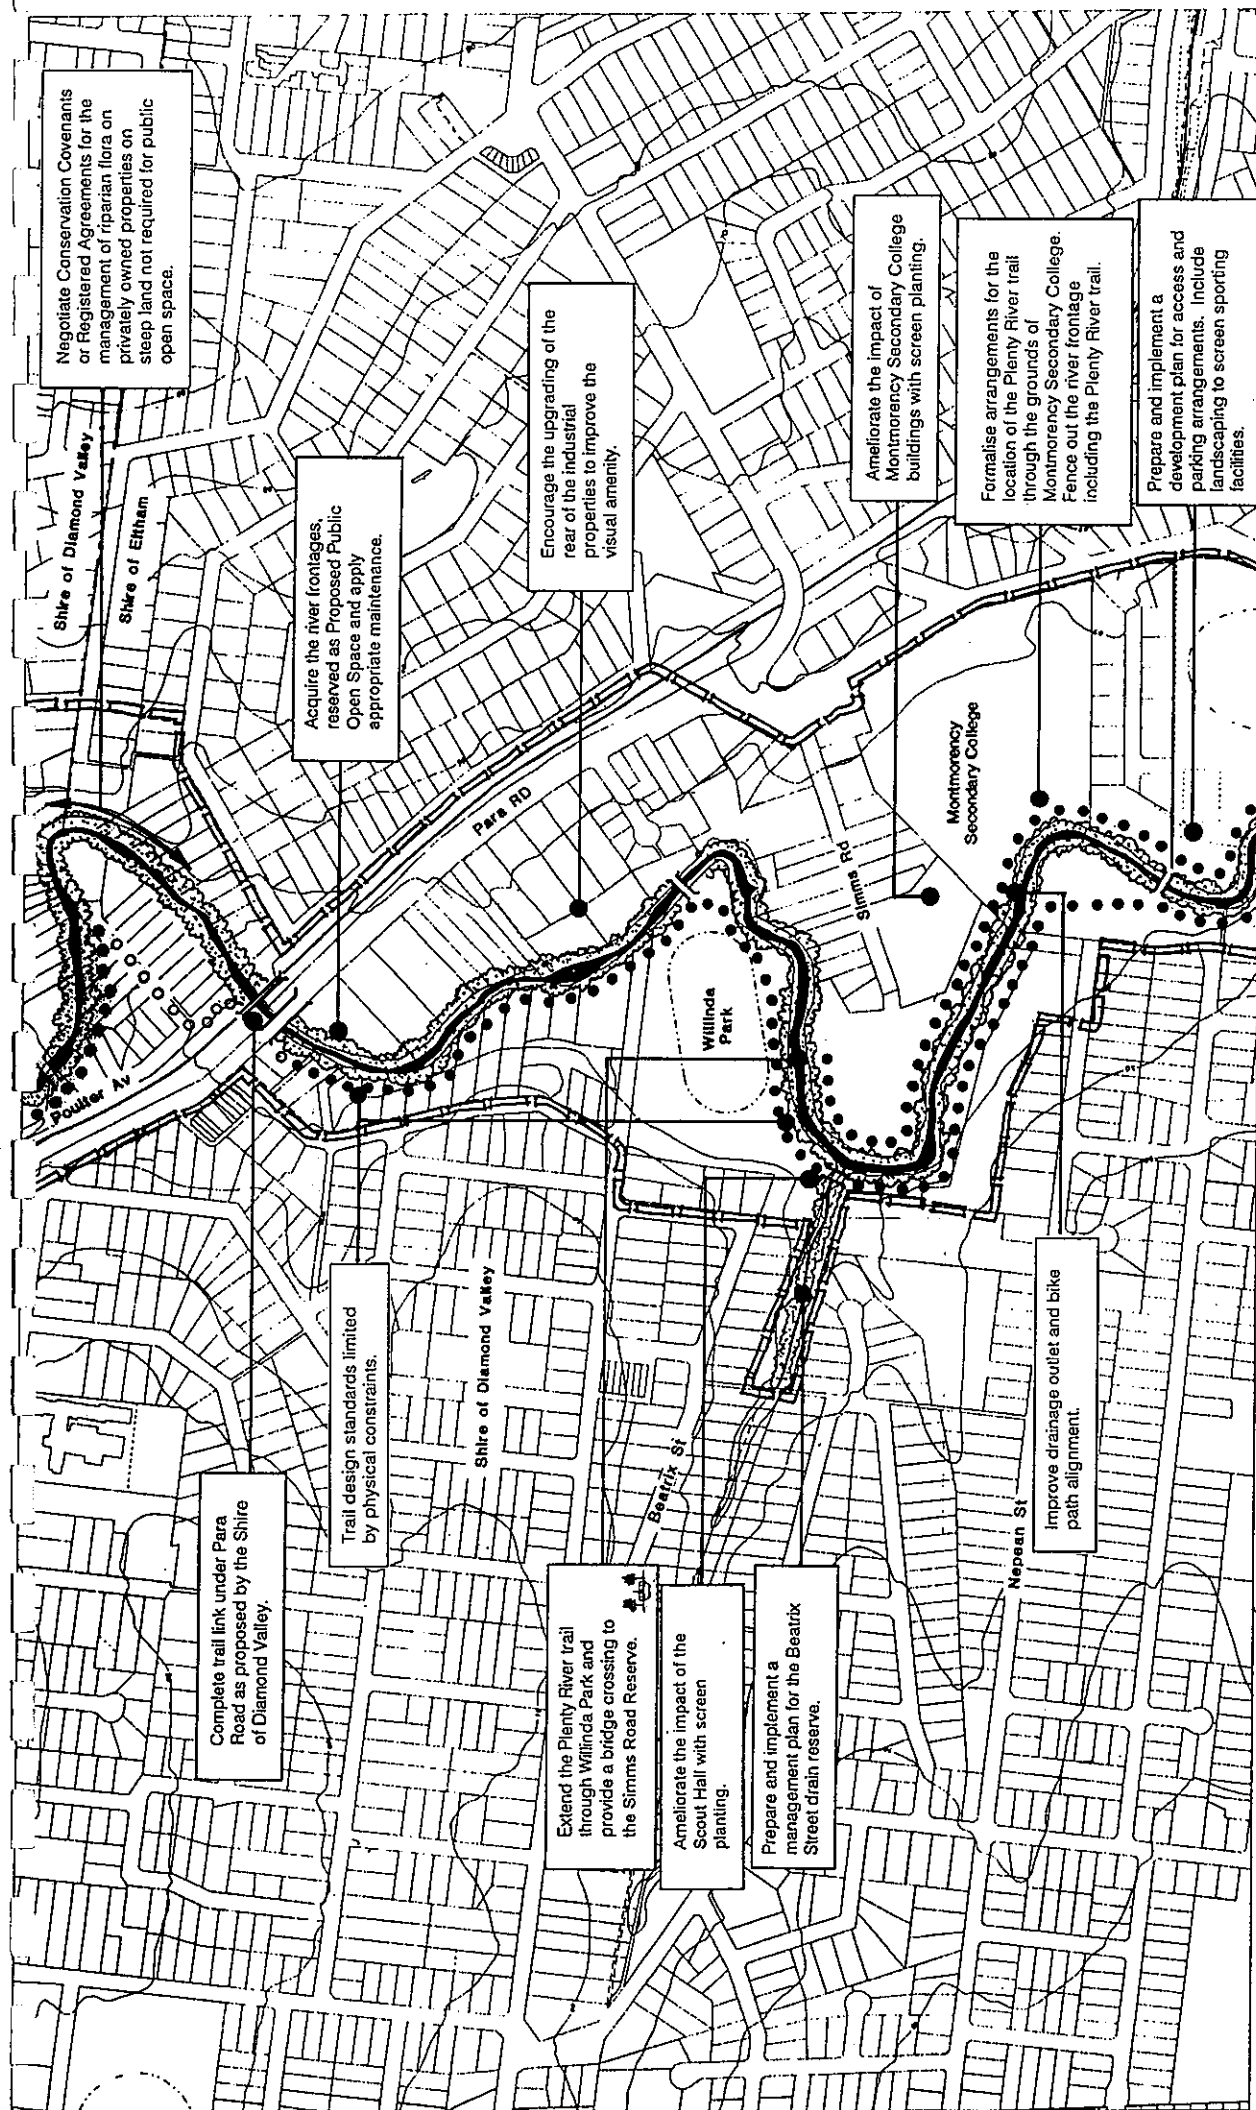 Negotiate Conservation Covenants
or Registered Agreements for the
management of riparian flora on
privately owned properties on
steep land not required for public
open space.
Shire of Diamond Valley
Shire of Eltham
Acquire the river frontages,
reserved as Proposed Public
Open Space and apply
appropriate maintenance.
Encourage the upgrading of the
rear of the industrial
properties to improve the
visual amenity.
Ameliorate the impact of
Montmorency Secondary College
buildings with screen planting.
Formalise arrangements for the
location of the Plenty River trail
through the grounds of
Montmorency Secondary College.
Fence out the river frontage
including the Plenty River trail.
Prepare and implement a
development plan for access and
parking arrangements. Include
landscaping to screen sporting
facilities.
Para RD
Simms Rd
Montmorency
Secondary College
Willinda
Park
Poulter Av
Complete trail link under Para
Road as proposed by the Shire
of Diamond Valley.
Trail design standards limited
by physical constraints.
Shire of Diamond Valley
Beatrix St
Extend the Plenty River trail
through Willinda Park and
provide a bridge crossing to
the Simms Road Reserve.
Ameliorate the impact of the
Scout Hall with screen
planting.
Prepare and implement a
management plan for the Beatrix
Street drain reserve.
Nepean St
Improve drainage outlet and bike
path alignment.